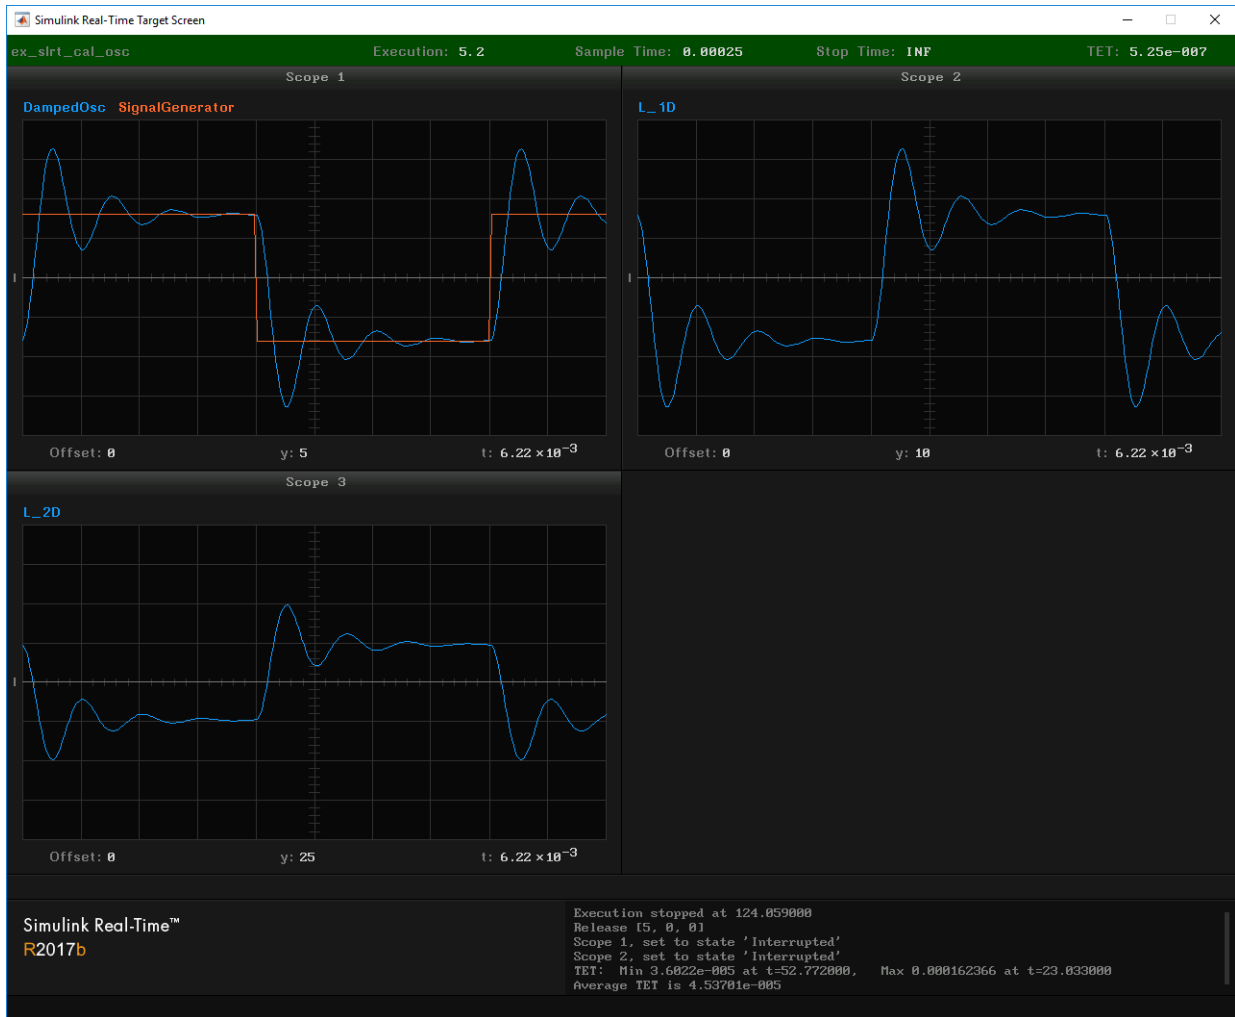 Simulink Real-Time Target Screen
ex_slrt_cal_osc Execution: 5.2 Sample Time: 0.00025 Stop Time: INF TET: 5.25e-007
Scope 1
DampedOsc SignalGenerator
Offset: 0 y: 5 t: 6.22×10⁻³
Scope 2
L_1D
Offset: 0 y: 10 t: 6.22×10⁻³
Scope 3
L_2D
Offset: 0 y: 25 t: 6.22×10⁻³
Simulink Real-Time™
R2017b
Execution stopped at 124.059000
Release [5, 0, 0]
Scope 1, set to state 'Interrupted'
Scope 2, set to state 'Interrupted'
TET: Min 3.6022e-005 at t=52.772000, Max 0.000162366 at t=23.033000
Average TET is 4.53701e-005